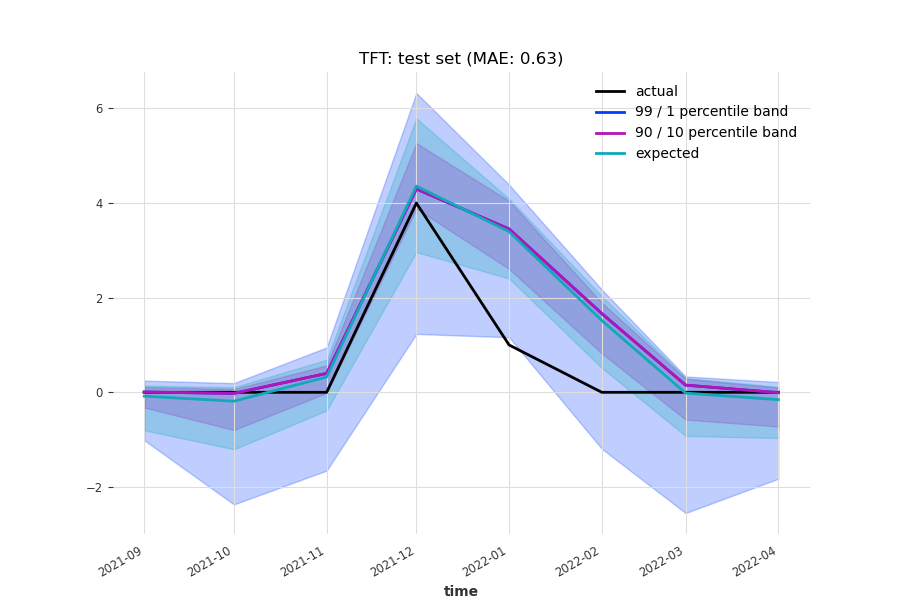 TFT: test set (MAE: 0.63)
actual
99 / 1 percentile band
90 / 10 percentile band
expected
6
4
2
0
−2
2021-09
2021-10
2021-11
2021-12
2022-01
2022-02
2022-03
2022-04
time